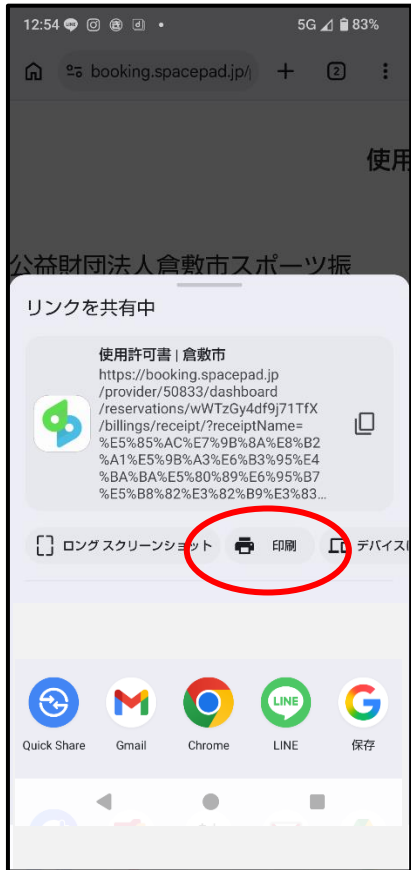 12:54
5G 83%
booking.spacepad.jp/
2
使用
公益財団法人倉敷市スポーツ振
リンクを共有中
使用許可書 | 倉敷市
https://booking.spacepad.jp
/provider/50833/dashboard
/reservations/wWTzGy4df9j71TfX
/billings/receipt/?receiptName=
%E5%85%AC%E7%9B%8A%E8%B2
%A1%E5%9B%A3%E6%B3%95%E4
%BA%BA%E5%80%89%E6%95%B7
%E5%B8%82%E3%82%B9%E3%83...
ロング スクリーンショット 印刷 デバイスに
Quick Share Gmail Chrome LINE 保存